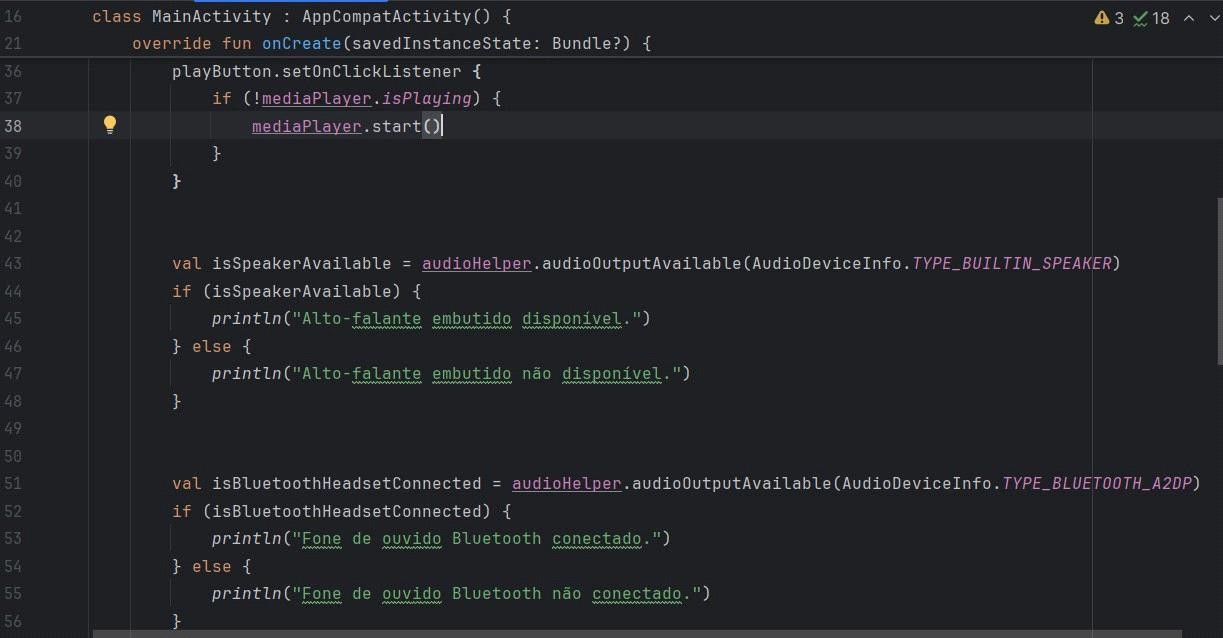 16 class MainActivity : AppCompatActivity() { 3 18
21 override fun onCreate(savedInstanceState: Bundle?) {
36 playButton.setOnClickListener {
37 if (!mediaPlayer.isPlaying) {
38 mediaPlayer.start()
39 }
40 }
41
42
43 val isSpeakerAvailable = audioHelper.audioOutputAvailable(AudioDeviceInfo.TYPE_BUILTIN_SPEAKER)
44 if (isSpeakerAvailable) {
45 println("Alto-falante embutido disponível.")
46 } else {
47 println("Alto-falante embutido não disponível.")
48 }
49
50
51 val isBluetoothHeadsetConnected = audioHelper.audioOutputAvailable(AudioDeviceInfo.TYPE_BLUETOOTH_A2DP)
52 if (isBluetoothHeadsetConnected) {
53 println("Fone de ouvido Bluetooth conectado.")
54 } else {
55 println("Fone de ouvido Bluetooth não conectado.")
56 }